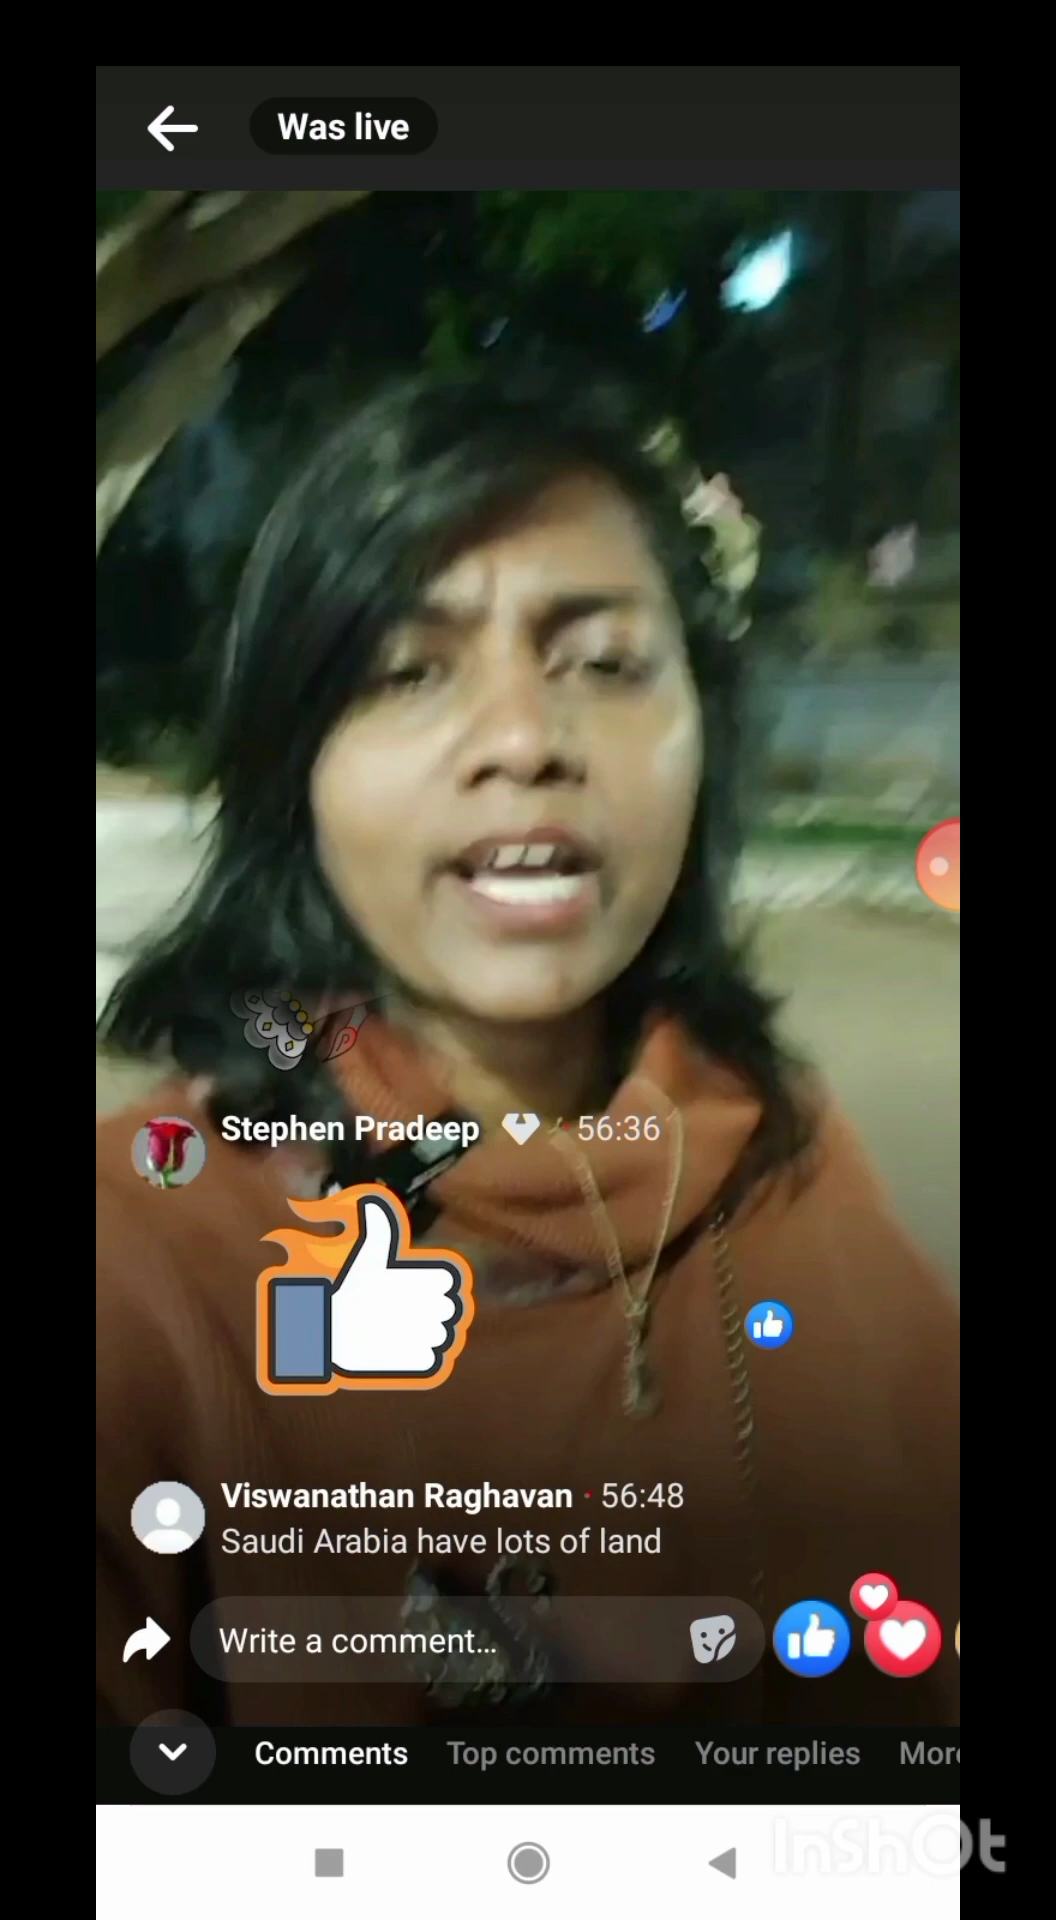 Was live
Stephen Pradeep · 56:36
Viswanathan Raghavan · 56:48
Saudi Arabia have lots of land
Write a comment...
Comments Top comments Your replies More
InShOt